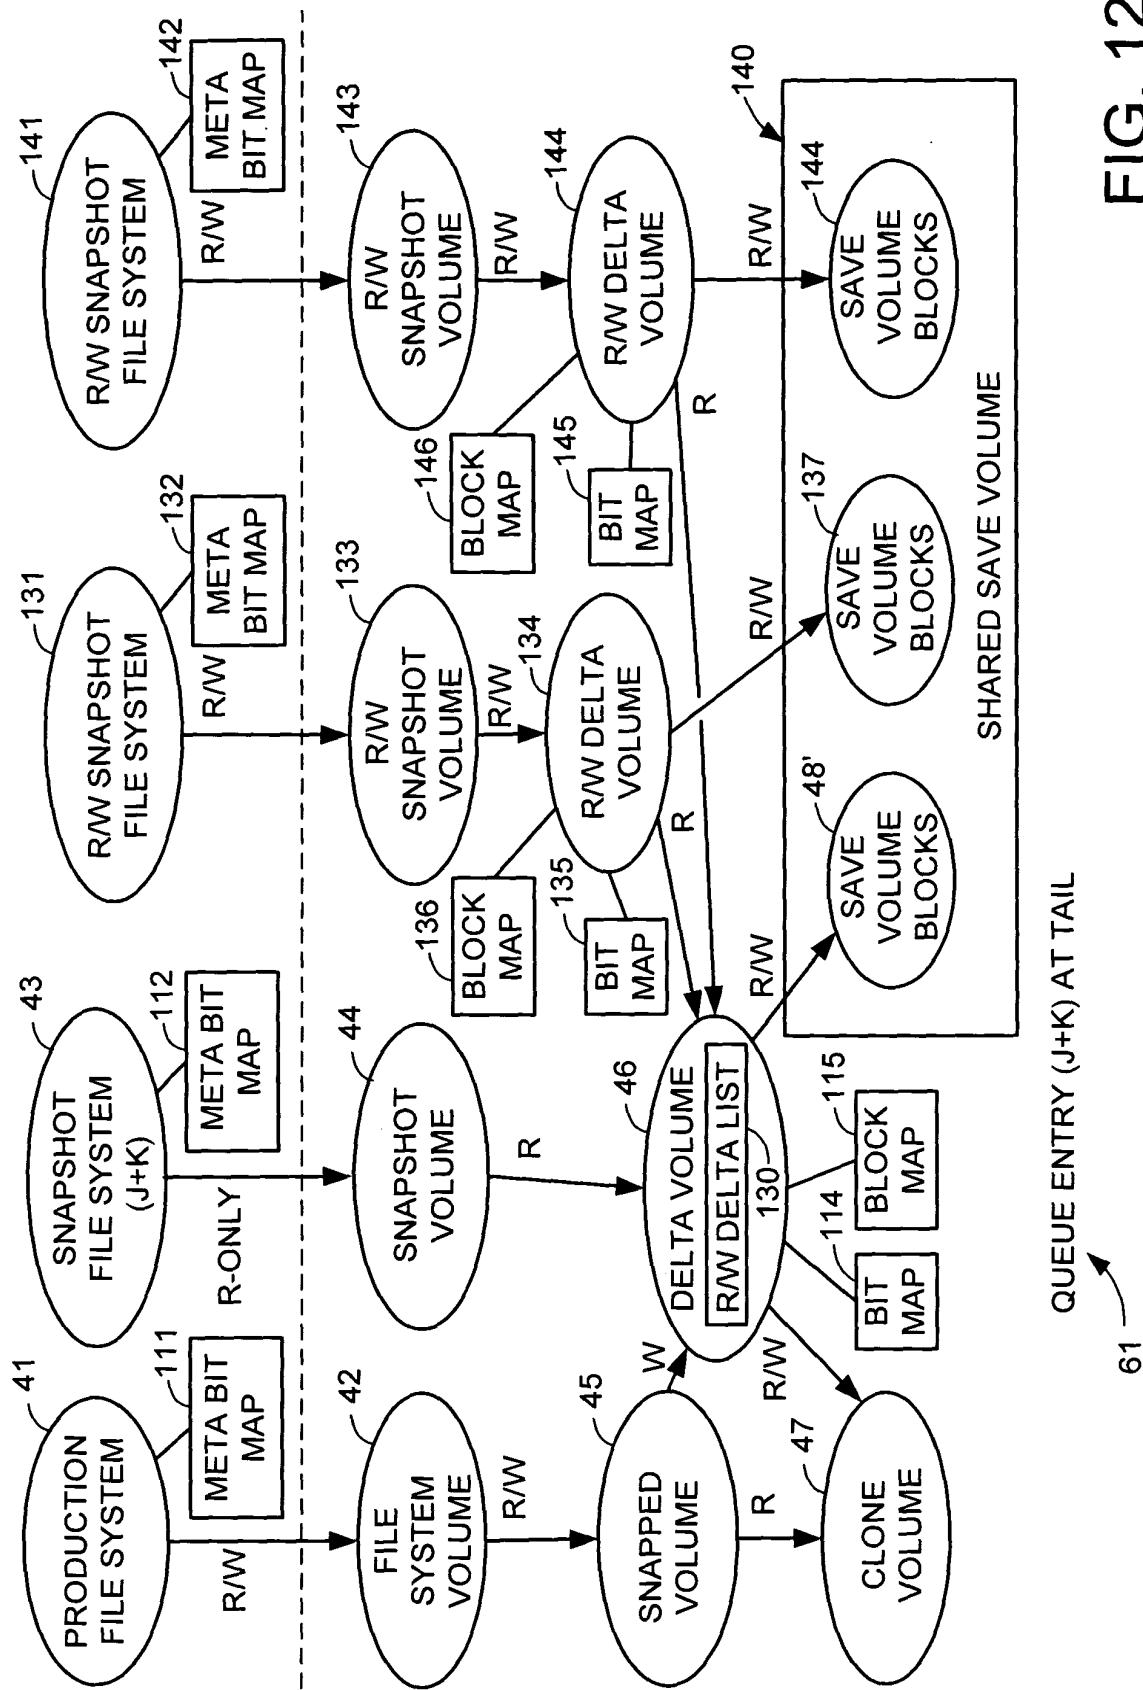 PRODUCTION
FILE SYSTEM
41
META BIT
MAP
111
R/W
SNAPSHOT
FILE SYSTEM
(J+K)
43
META BIT
MAP
112
R-ONLY
R/W SNAPSHOT
FILE SYSTEM
131
META
BIT MAP
132
R/W
R/W SNAPSHOT
FILE SYSTEM
141
META
BIT MAP
142
R/W
FILE
SYSTEM
VOLUME
42
R/W
SNAPSHOT
VOLUME
44
R
R/W
SNAPSHOT
VOLUME
133
R/W
R/W
SNAPSHOT
VOLUME
143
R/W
BLOCK
MAP
136
BLOCK
MAP
146
R/W DELTA
VOLUME
134
R/W DELTA
VOLUME
144
BIT
MAP
135
BIT
MAP
145
SNAPPED
VOLUME
45
W
R
R/W
DELTA VOLUME
R/W DELTA LIST
130
46
R
R
R/W
R/W
R/W
140
CLONE
VOLUME
47
BIT
MAP
114
BLOCK
MAP
115
SAVE
VOLUME
BLOCKS
48'
SAVE
VOLUME
BLOCKS
137
SAVE
VOLUME
BLOCKS
144
SHARED SAVE VOLUME
QUEUE ENTRY (J+K) AT TAIL
61
FIG. 12